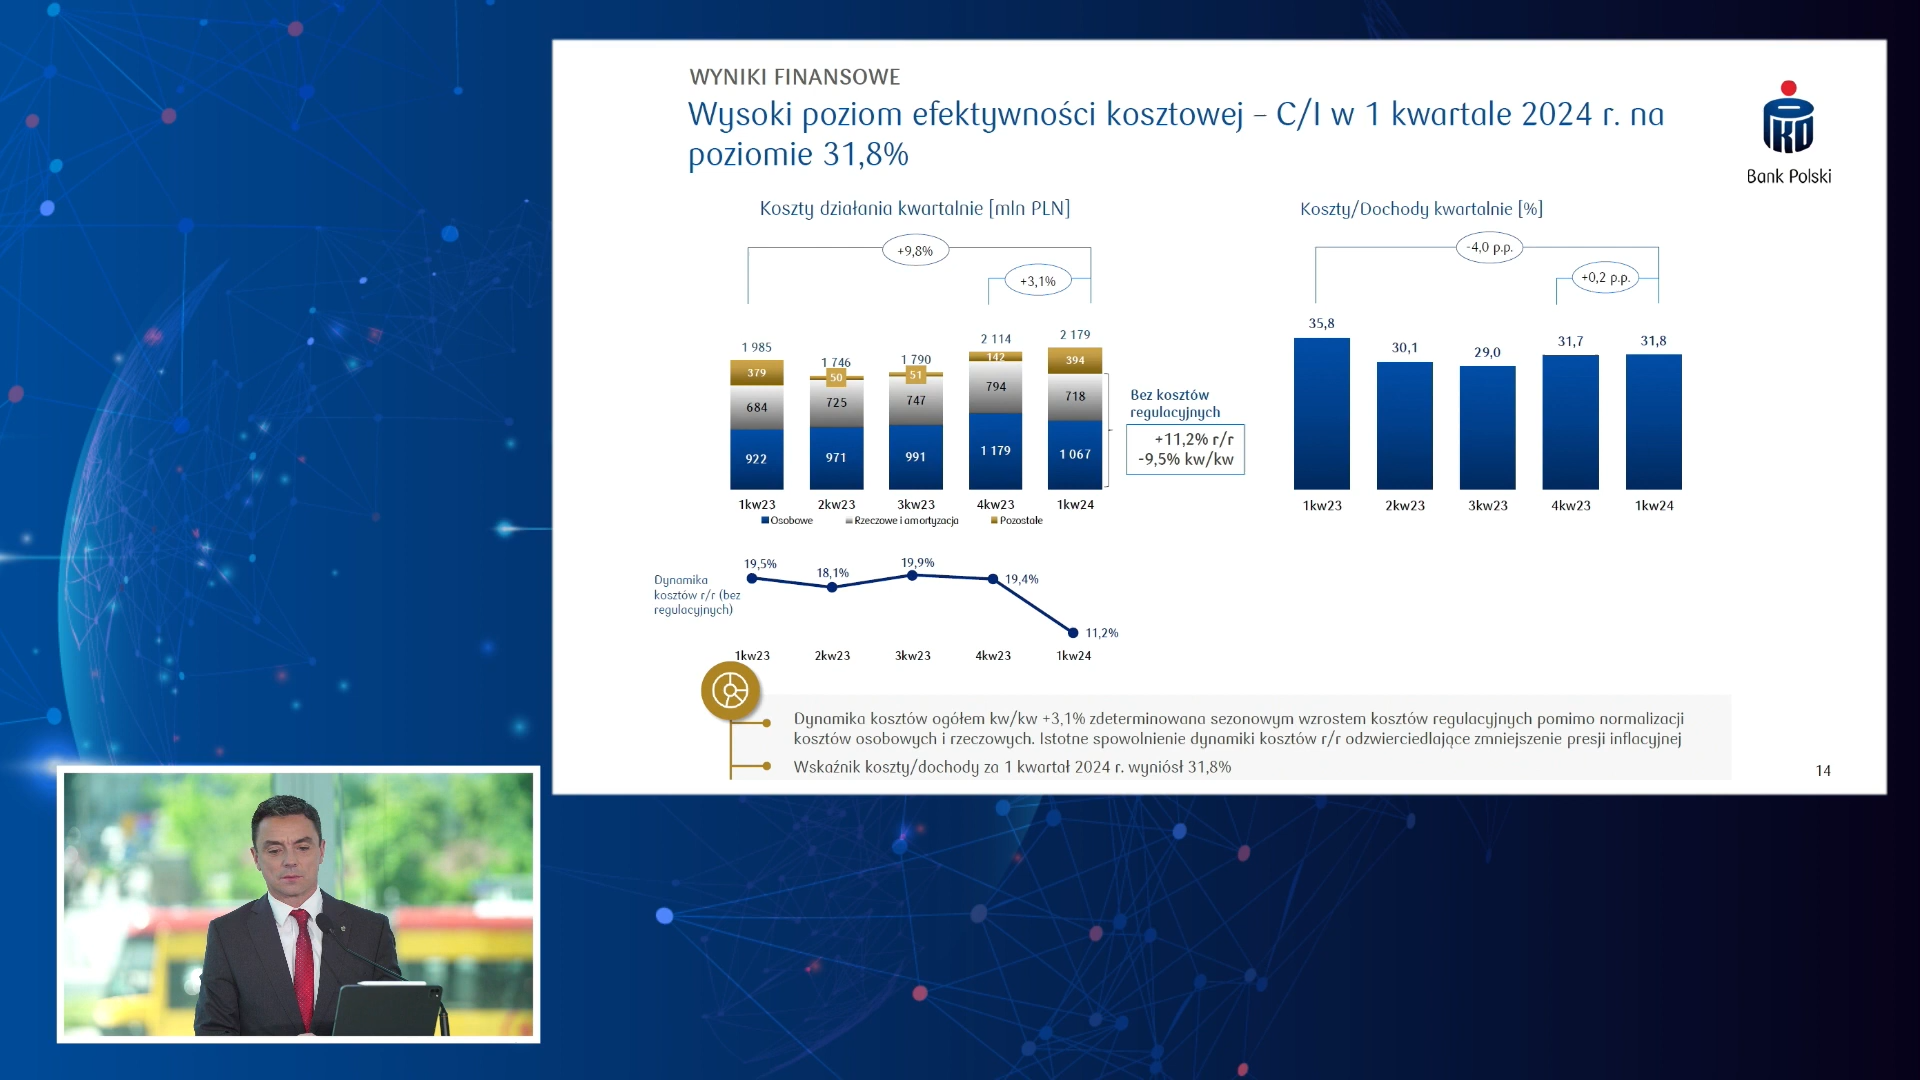 WYNIKI FINANSOWE
Wysoki poziom efektywności kosztowej – C/I w 1 kwartale 2024 r. na
poziomie 31,8%
PKO
Bank Polski
Koszty działania kwartalnie [mln PLN]
+9,8%
+3,1%
1 985
1 746
1 790
2 114
2 179
379
50
51
142
394
684
725
747
794
718
922
971
991
1 179
1 067
1kw23
2kw23
3kw23
4kw23
1kw24
Osobowe
Rzeczowe i amortyzacja
Pozostałe
Bez kosztów
regulacyjnych
+11,2% r/r
-9,5% kw/kw
Koszty/Dochody kwartalnie [%]
-4,0 p.p.
+0,2 p.p.
35,8
30,1
29,0
31,7
31,8
1kw23
2kw23
3kw23
4kw23
1kw24
Dynamika
kosztów r/r (bez
regulacyjnych)
19,5%
18,1%
19,9%
19,4%
11,2%
1kw23
2kw23
3kw23
4kw23
1kw24
Dynamika kosztów ogółem kw/kw +3,1% zdeterminowana sezonowym wzrostem kosztów regulacyjnych pomimo normalizacji
kosztów osobowych i rzeczowych. Istotne spowolnienie dynamiki kosztów r/r odzwierciedlające zmniejszenie presji inflacyjnej
Wskaźnik koszty/dochody za 1 kwartał 2024 r. wyniósł 31,8%
14